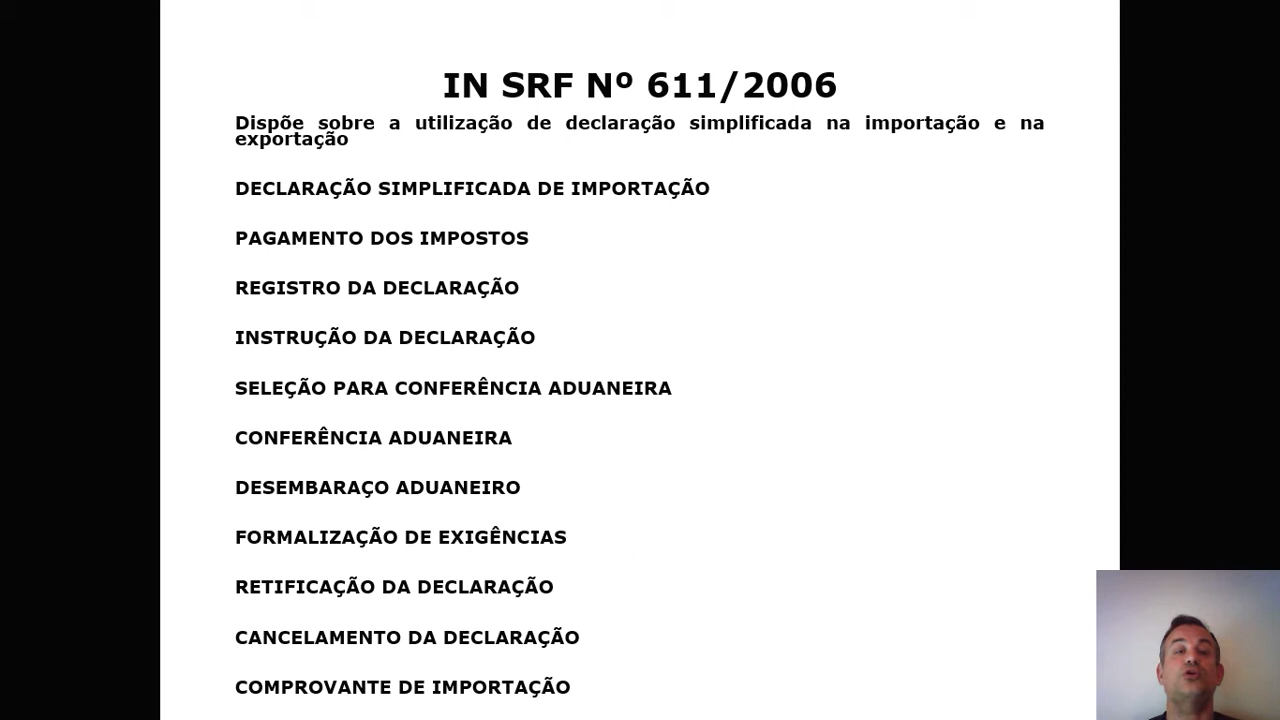 IN SRF Nº 611/2006
Dispõe sobre a utilização de declaração simplificada na importação e na
exportação
DECLARAÇÃO SIMPLIFICADA DE IMPORTAÇÃO
PAGAMENTO DOS IMPOSTOS
REGISTRO DA DECLARAÇÃO
INSTRUÇÃO DA DECLARAÇÃO
SELEÇÃO PARA CONFERÊNCIA ADUANEIRA
CONFERÊNCIA ADUANEIRA
DESEMBARAÇO ADUANEIRO
FORMALIZAÇÃO DE EXIGÊNCIAS
RETIFICAÇÃO DA DECLARAÇÃO
CANCELAMENTO DA DECLARAÇÃO
COMPROVANTE DE IMPORTAÇÃO